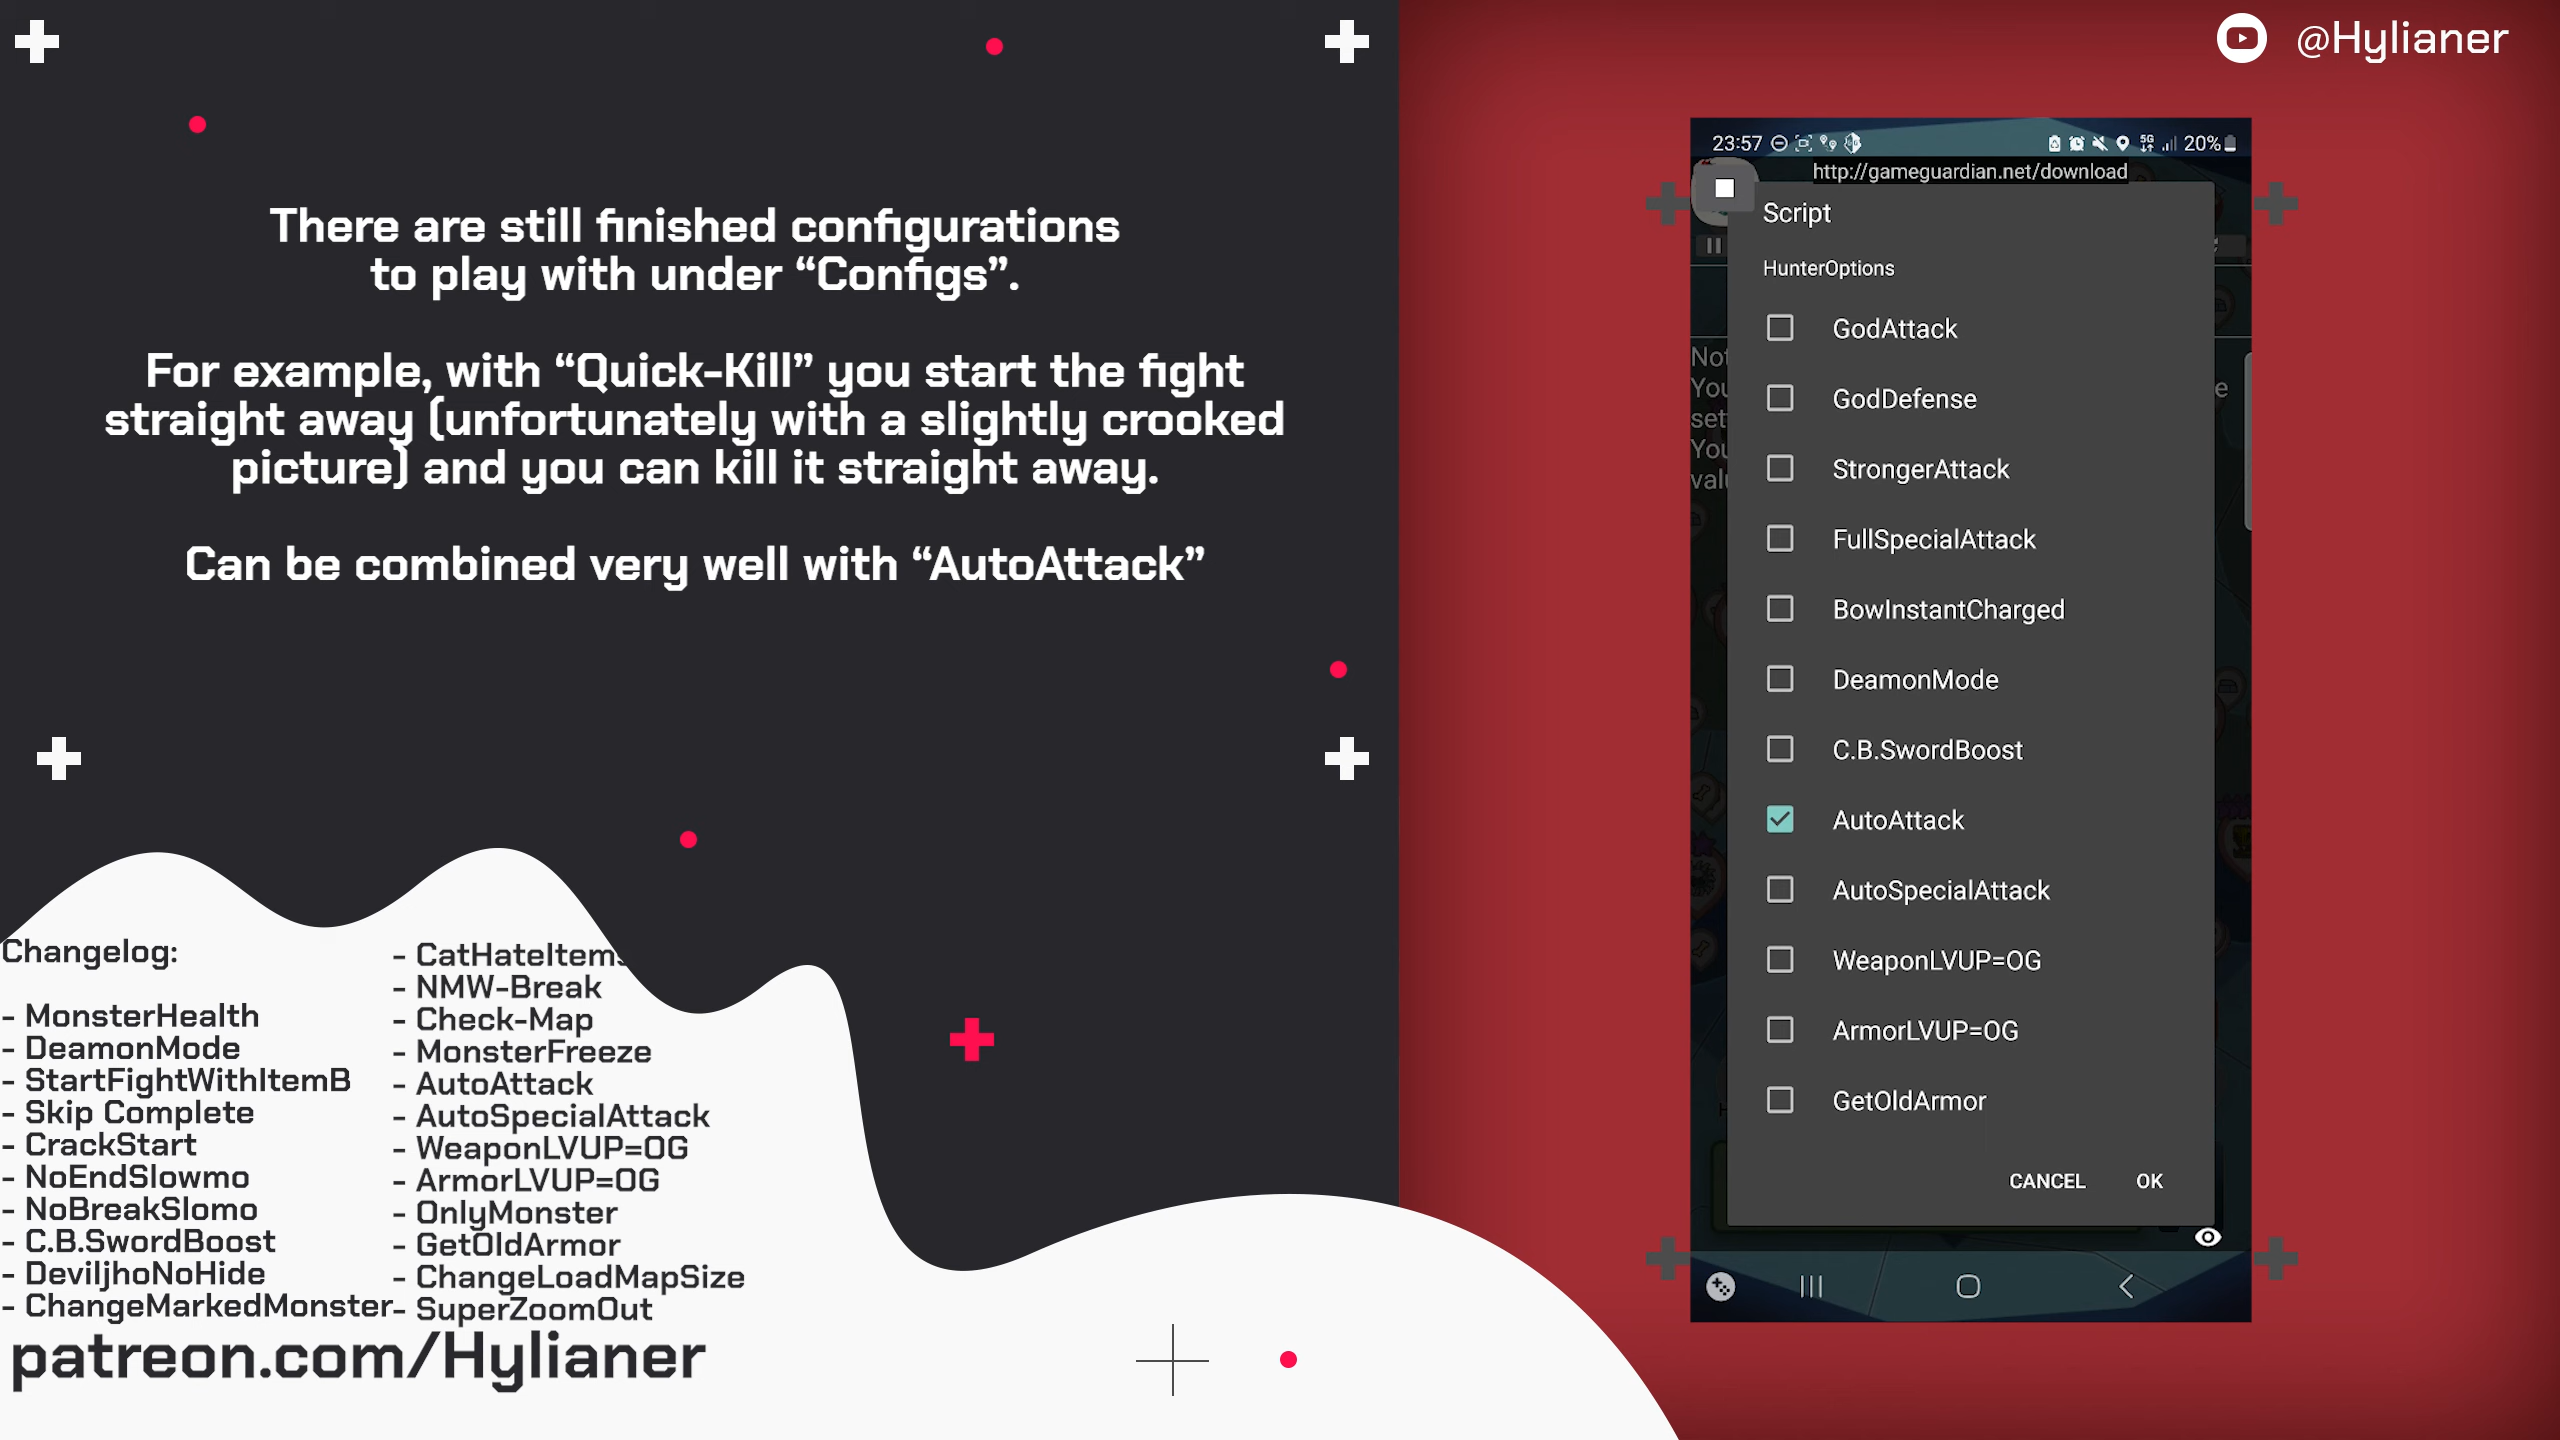 @Hylianer
There are still finished configurations
to play with under “Configs”.
For example, with “Quick-Kill” you start the fight
straight away (unfortunately with a slightly crooked
picture) and you can kill it straight away.
Can be combined very well with “AutoAttack”
Changelog:
- MonsterHealth
- DeamonMode
- StartFightWithItemB
- Skip Complete
- CrackStart
- NoEndSlowmo
- NoBreakSlomo
- C.B.SwordBoost
- DeviljhoNoHide
- ChangeMarkedMonster
- CatHateItems
- NMW-Break
- Check-Map
- MonsterFreeze
- AutoAttack
- AutoSpecialAttack
- WeaponLVUP=OG
- ArmorLVUP=OG
- OnlyMonster
- GetOldArmor
- ChangeLoadMapSize
- SuperZoomOut
patreon.com/Hylianer
23:57 5G 20%
http://gameguardian.net/download
Script
HunterOptions
GodAttack
GodDefense
StrongerAttack
FullSpecialAttack
BowInstantCharged
DeamonMode
C.B.SwordBoost
AutoAttack
AutoSpecialAttack
WeaponLVUP=OG
ArmorLVUP=OG
GetOldArmor
CANCEL OK